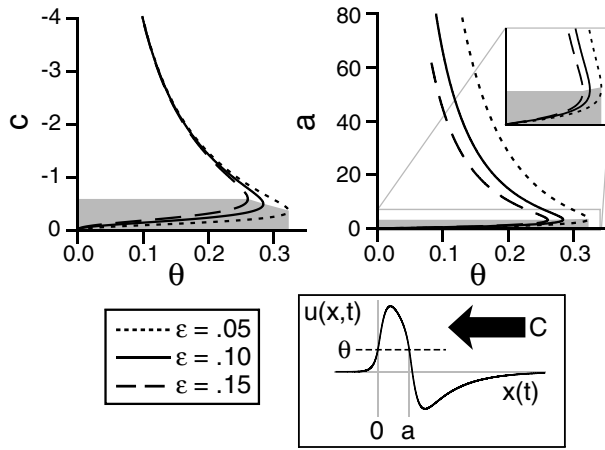 -4
-3
-2
-1
0
c
0.0 0.1 0.2 0.3
θ
80
60
40
20
0
a
0.0 0.1 0.2 0.3
θ
ε = .05
ε = .10
ε = .15
u(x,t)
θ
C
x(t)
0 a